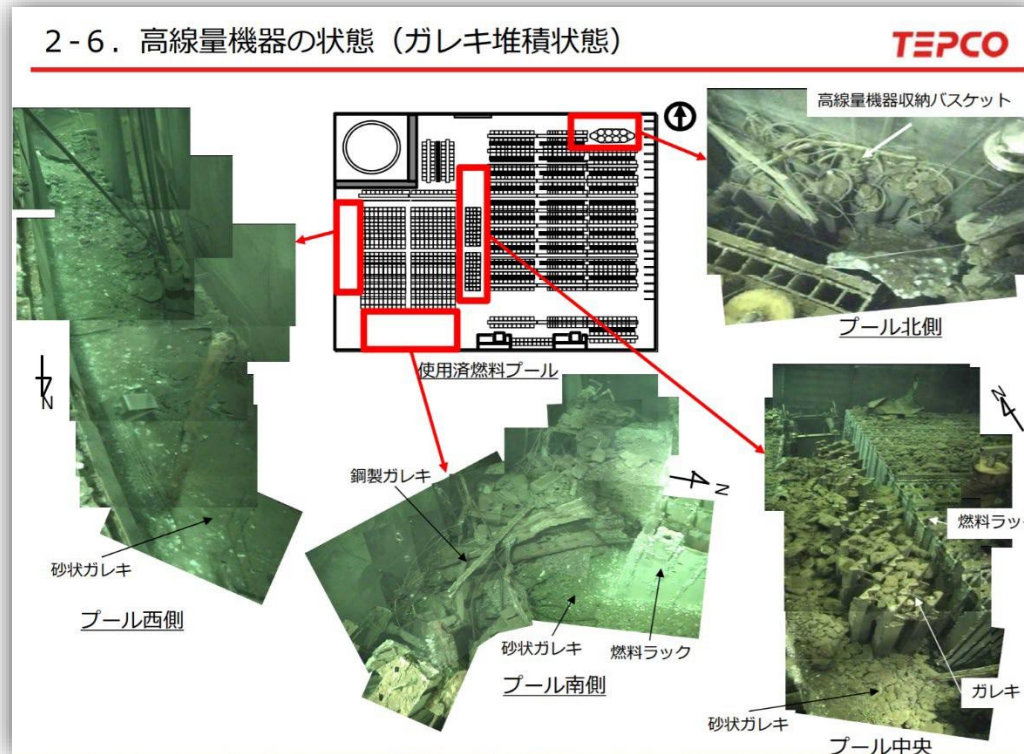 2-6．高線量機器の状態（ガレキ堆積状態）
TEPCO
高線量機器収納バスケット
プール北側
使用済燃料プール
N
砂状ガレキ
プール西側
鋼製ガレキ
N
砂状ガレキ
燃料ラック
プール南側
N
燃料ラック
ガレキ
砂状ガレキ
プール中央